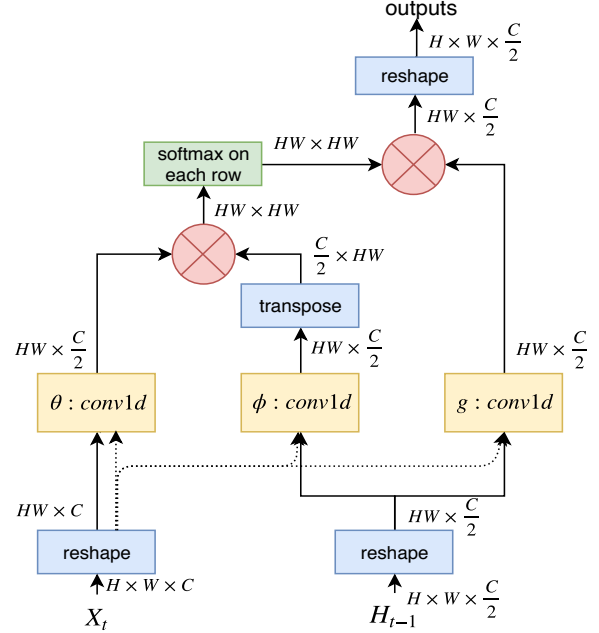 outputs
H × W × C/2
reshape
HW × C/2
softmax on
each row
HW × HW
HW × HW
C/2 × HW
transpose
HW × C/2
HW × C/2
HW × C/2
θ : conv1d
ϕ : conv1d
g : conv1d
HW × C
HW × C/2
reshape
reshape
H × W × C
H × W × C/2
X_t
H_{t−1}